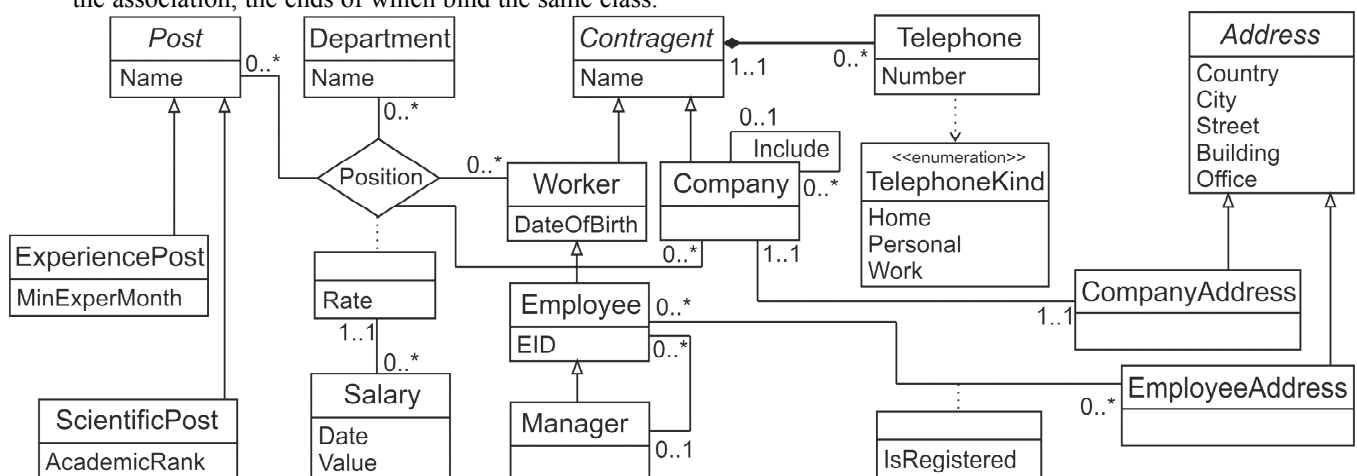 the association, the ends of which bind the same class.
Post
Name
0..*
Department
Name
0..*
Contragent
Name
1..1
0..*
Telephone
Number
Address
Country
City
Street
Building
Office
Position
0..*
Worker
DateOfBirth
0..1
Include
Company
0..*
<<enumeration>>
TelephoneKind
Home
Personal
Work
ExperiencePost
MinExperMonth
Rate
1..1
0..*
1..1
Employee
EID
0..*
0..*
CompanyAddress
1..1
0..*
Salary
Date
Value
Manager
0..1
EmployeeAddress
0..*
ScientificPost
AcademicRank
IsRegistered